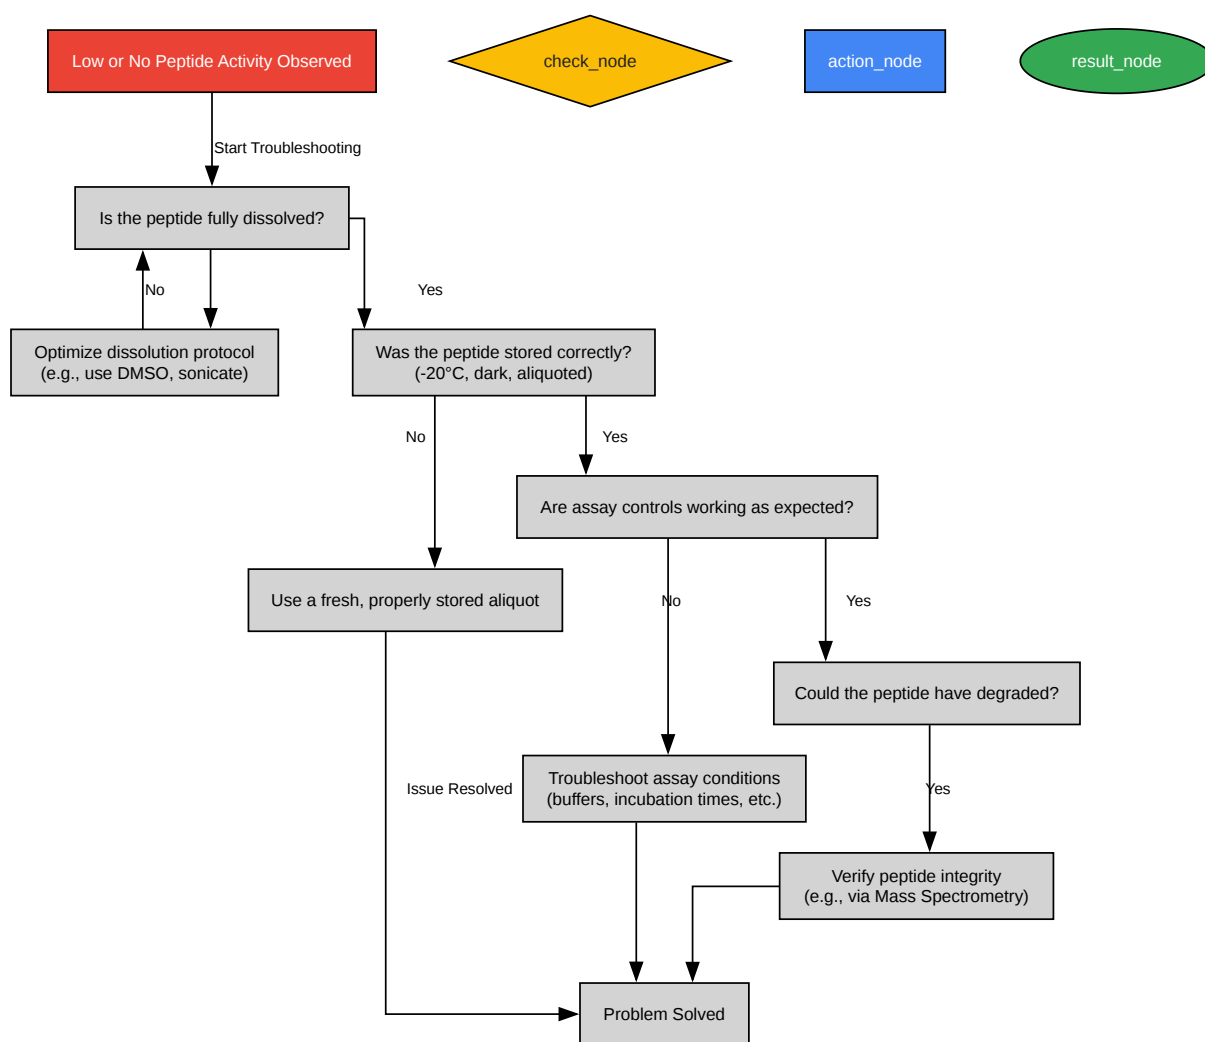 Low or No Peptide Activity Observed
check_node
action_node
result_node
Start Troubleshooting
Is the peptide fully dissolved?
No
Yes
Optimize dissolution protocol
(e.g., use DMSO, sonicate)
Was the peptide stored correctly?
(-20°C, dark, aliquoted)
No
Yes
Are assay controls working as expected?
Use a fresh, properly stored aliquot
No
Yes
Could the peptide have degraded?
Issue Resolved
Troubleshoot assay conditions
(buffers, incubation times, etc.)
Yes
Verify peptide integrity
(e.g., via Mass Spectrometry)
Problem Solved